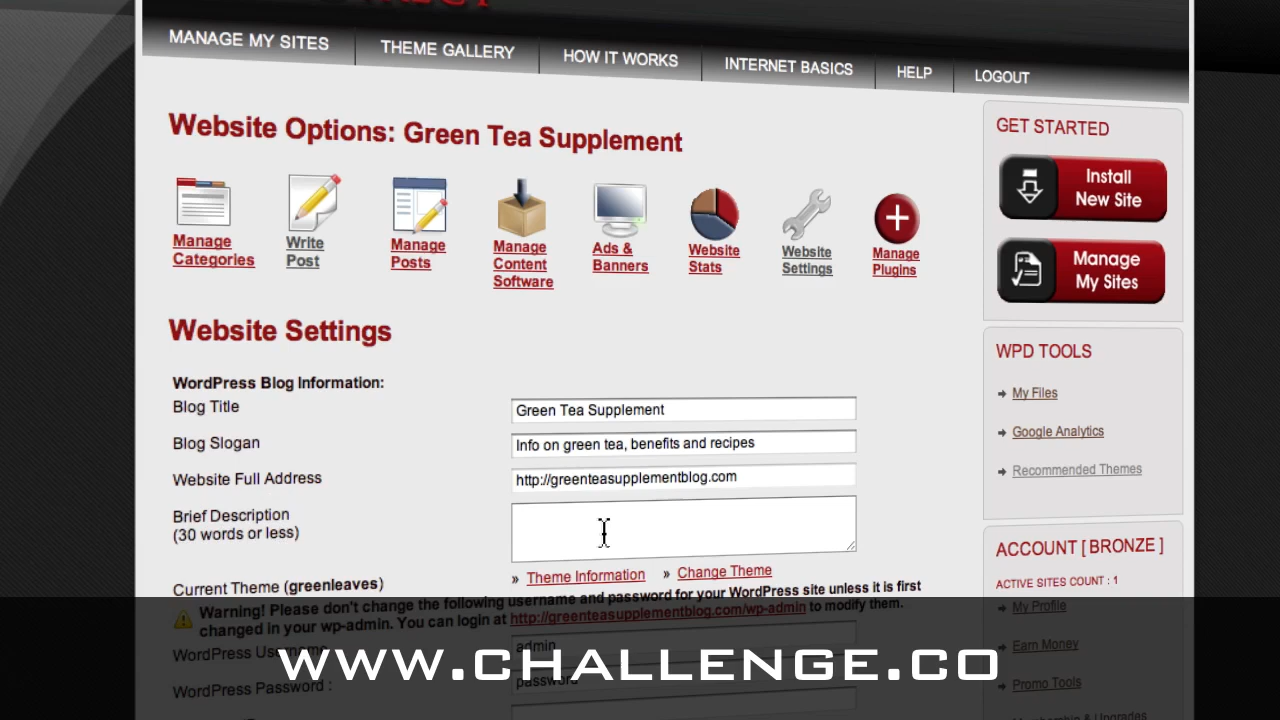 MANAGE MY SITES
THEME GALLERY
HOW IT WORKS
INTERNET BASICS
HELP
LOGOUT
Website Options: Green Tea Supplement
Manage
Categories
Write
Post
Manage
Posts
Manage
Content
Software
Ads &
Banners
Website
Stats
Website
Settings
Manage
Plugins
Website Settings
WordPress Blog Information:
Blog Title
Green Tea Supplement
Blog Slogan
Info on green tea, benefits and recipes
Website Full Address
http://greenteasupplementblog.com
Brief Description
(30 words or less)
Current Theme (greenleaves)
» Theme Information » Change Theme
Warning! Please don't change the following username and password for your WordPress site unless it is first
changed in your wp-admin. You can login at http://greenteasupplementblog.com/wp-admin to modify them.
WordPress Username
admin
WordPress Password :
password
GET STARTED
Install
New Site
Manage
My Sites
WPD TOOLS
My Files
Google Analytics
Recommended Themes
ACCOUNT [ BRONZE ]
ACTIVE SITES COUNT : 1
My Profile
Earn Money
Promo Tools
Membership & Upgrades
WWW.CHALLENGE.CO